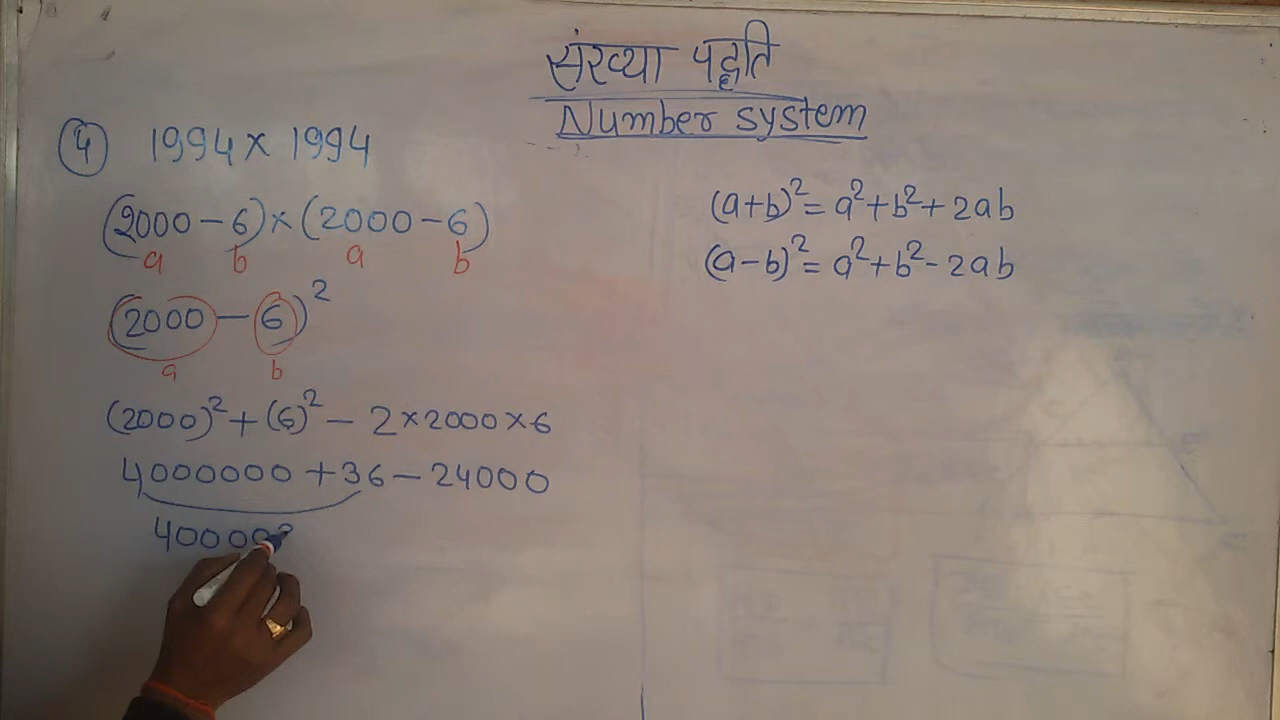 संख्या पद्धति
Number system
4 1994 × 1994
(2000 − 6) × (2000 − 6)
a b a b
(2000 − 6)²
a b
(2000)² + (6)² − 2 × 2000 × 6
4000000 + 36 − 24000
400003
(a+b)² = a² + b² + 2ab
(a−b)² = a² + b² − 2ab